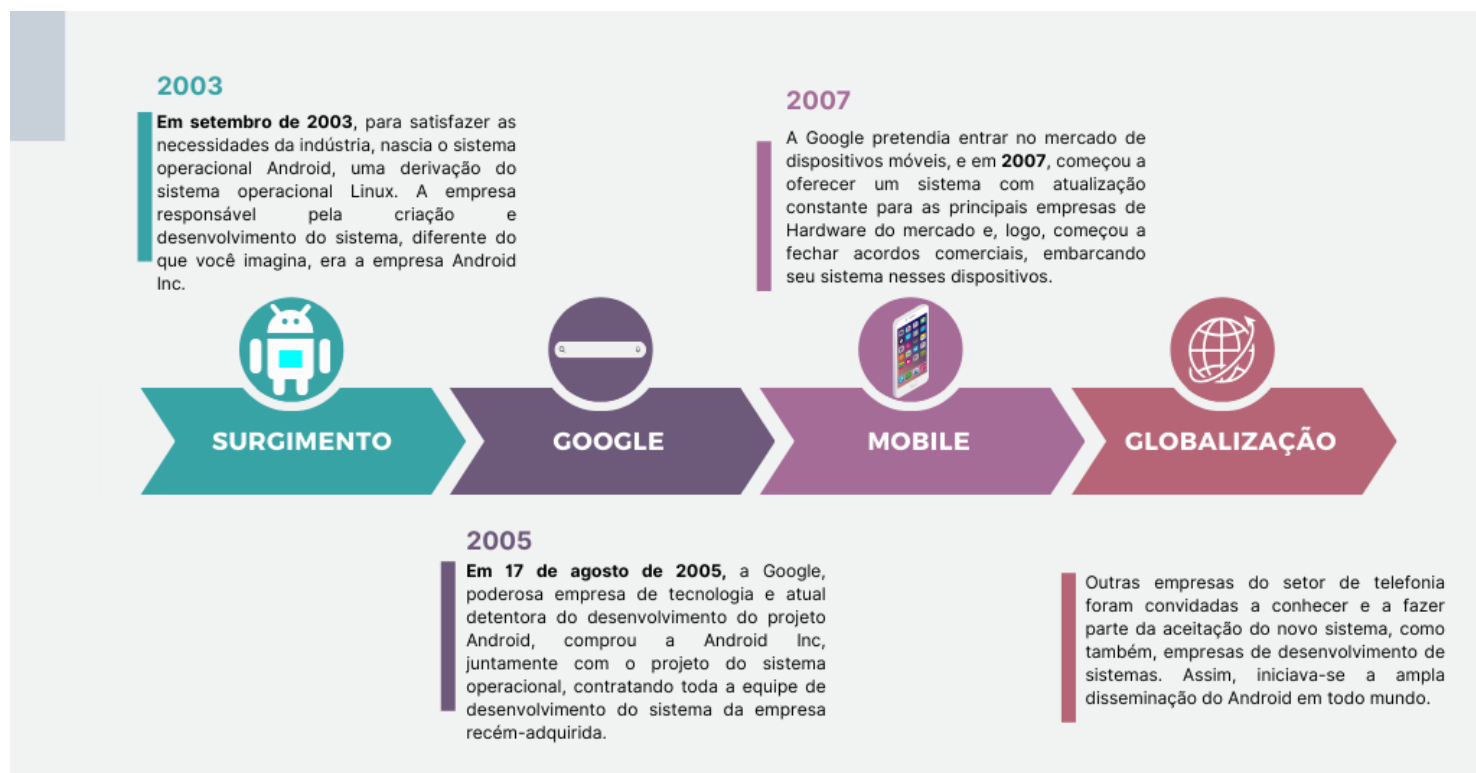 2003
Em setembro de 2003, para satisfazer as
necessidades da indústria, nascia o sistema
operacional Android, uma derivação do
sistema operacional Linux. A empresa
responsável pela criação e
desenvolvimento do sistema, diferente do
que você imagina, era a empresa Android
Inc.
2007
A Google pretendia entrar no mercado de
dispositivos móveis, e em 2007, começou a
oferecer um sistema com atualização
constante para as principais empresas de
Hardware do mercado e, logo, começou a
fechar acordos comerciais, embarcando
seu sistema nesses dispositivos.
SURGIMENTO
GOOGLE
MOBILE
GLOBALIZAÇÃO
2005
Em 17 de agosto de 2005, a Google,
poderosa empresa de tecnologia e atual
detentora do desenvolvimento do projeto
Android, comprou a Android Inc,
juntamente com o projeto do sistema
operacional, contratando toda a equipe de
desenvolvimento do sistema da empresa
recém-adquirida.
Outras empresas do setor de telefonia
foram convidadas a conhecer e a fazer
parte da aceitação do novo sistema, como
também, empresas de desenvolvimento de
sistemas. Assim, iniciava-se a ampla
disseminação do Android em todo mundo.